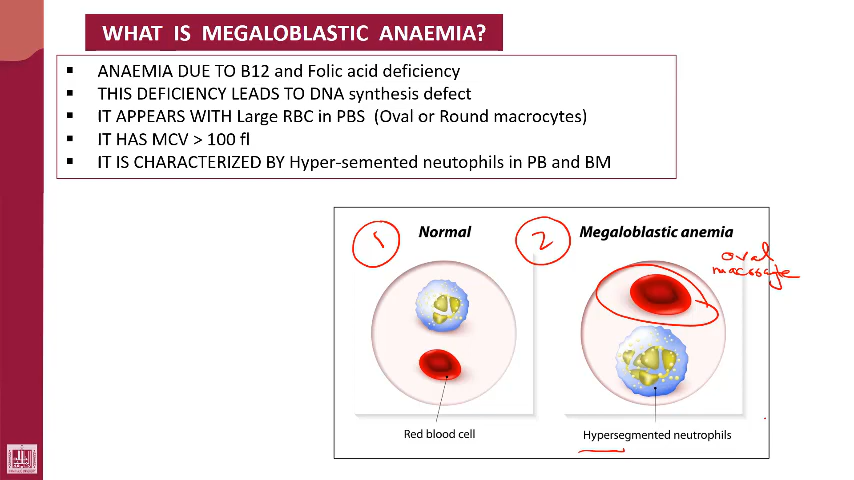 WHAT IS MEGALOBLASTIC ANAEMIA?
▪ ANAEMIA DUE TO B12 and Folic acid deficiency
▪ THIS DEFICIENCY LEADS TO DNA synthesis defect
▪ IT APPEARS WITH Large RBC in PBS (Oval or Round macrocytes)
▪ IT HAS MCV > 100 fl
▪ IT IS CHARACTERIZED BY Hyper-semented neutophils in PB and BM
1 Normal
2 Megaloblastic anemia
oval
Red blood cell
Hypersegmented neutrophils